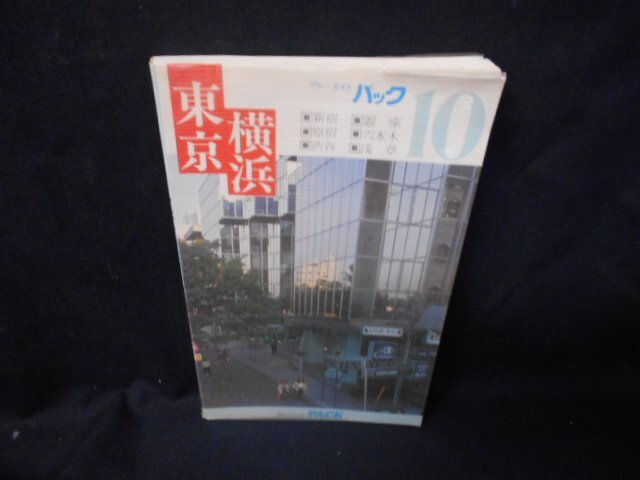 東京
横浜
ブルーガイド パック 10
新宿 銀座
原宿 六本木
渋谷 浅草
PACK